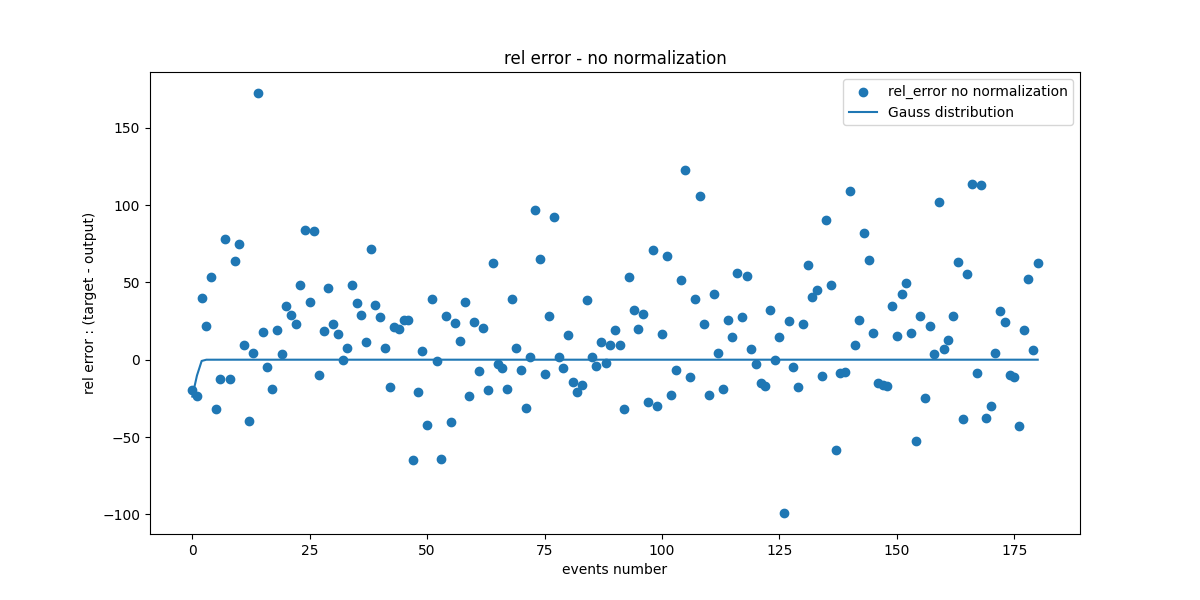 rel error - no normalization
rel_error no normalization
Gauss distribution
rel error : (target - output)
150
100
50
0
−50
−100
0 25 50 75 100 125 150 175
events number